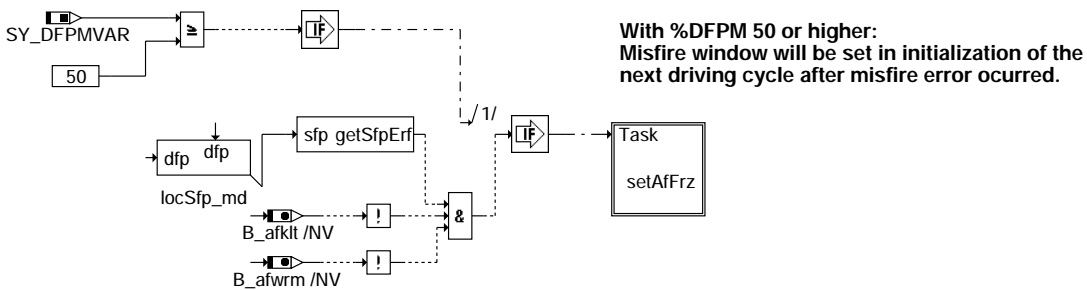 SY_DFPMVAR
≥
IF
50
With %DFPM 50 or higher:
Misfire window will be set in initialization of the
next driving cycle after misfire error ocurred.
/1/
sfp getSfpErf
IF
Task
dfp
dfp
setAfFrz
locSfp_md
!
&
B_afklt /NV
!
B_afwrm /NV